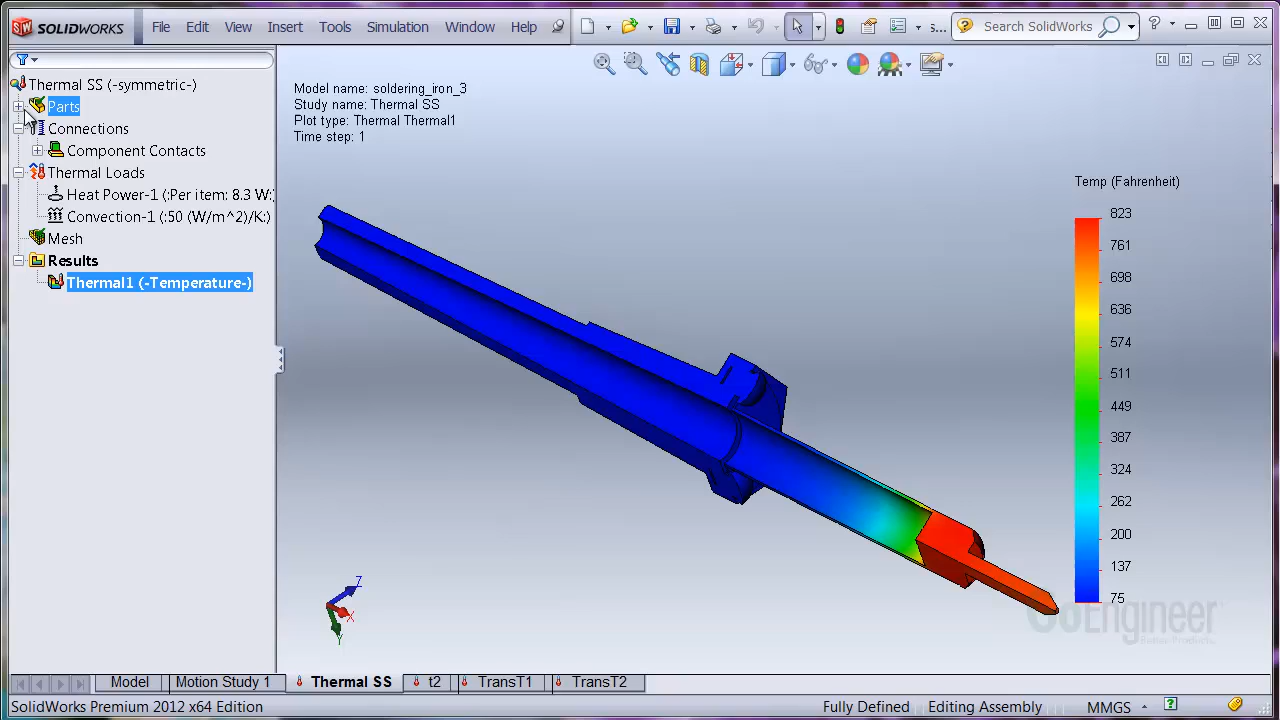 SOLIDWORKS File Edit View Insert Tools Simulation Window Help s... Search SolidWorks
Thermal SS (-symmetric-)
Parts
Connections
Component Contacts
Thermal Loads
Heat Power-1 (:Per item: 8.3 W:
Convection-1 (:50 (W/m^2)/K:)
Mesh
Results
Thermal1 (-Temperature-)
Model name: soldering_iron_3
Study name: Thermal SS
Plot type: Thermal Thermal1
Time step: 1
Temp (Fahrenheit)
823
761
698
636
574
511
449
387
324
262
200
137
75
Z
X
Y
GoEngineer
Better Products.
Model Motion Study 1 Thermal SS t2 TransT1 TransT2
SolidWorks Premium 2012 x64 Edition Fully Defined Editing Assembly MMGS